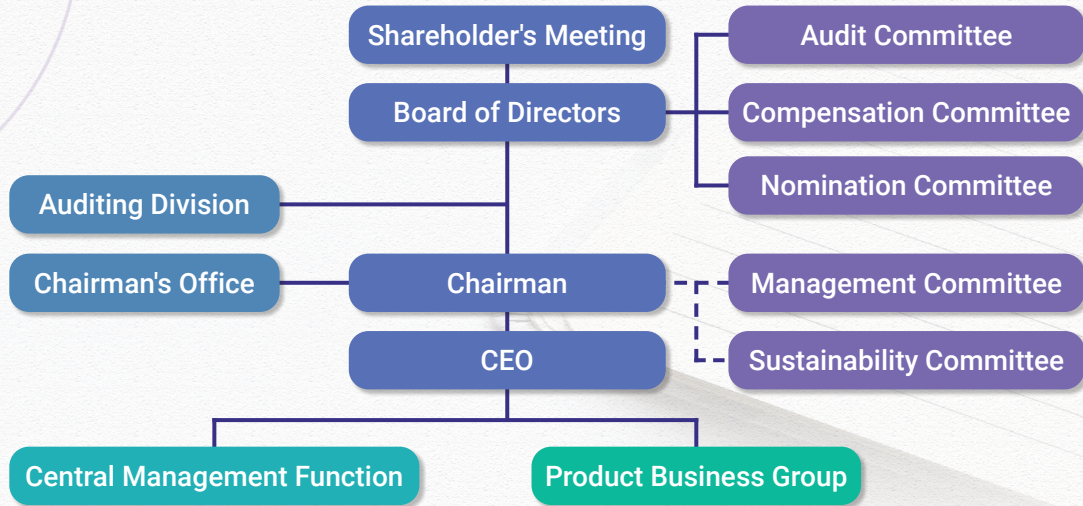 Shareholder's Meeting
Audit Committee
Board of Directors
Compensation Committee
Nomination Committee
Auditing Division
Chairman's Office
Chairman
Management Committee
CEO
Sustainability Committee
Central Management Function
Product Business Group